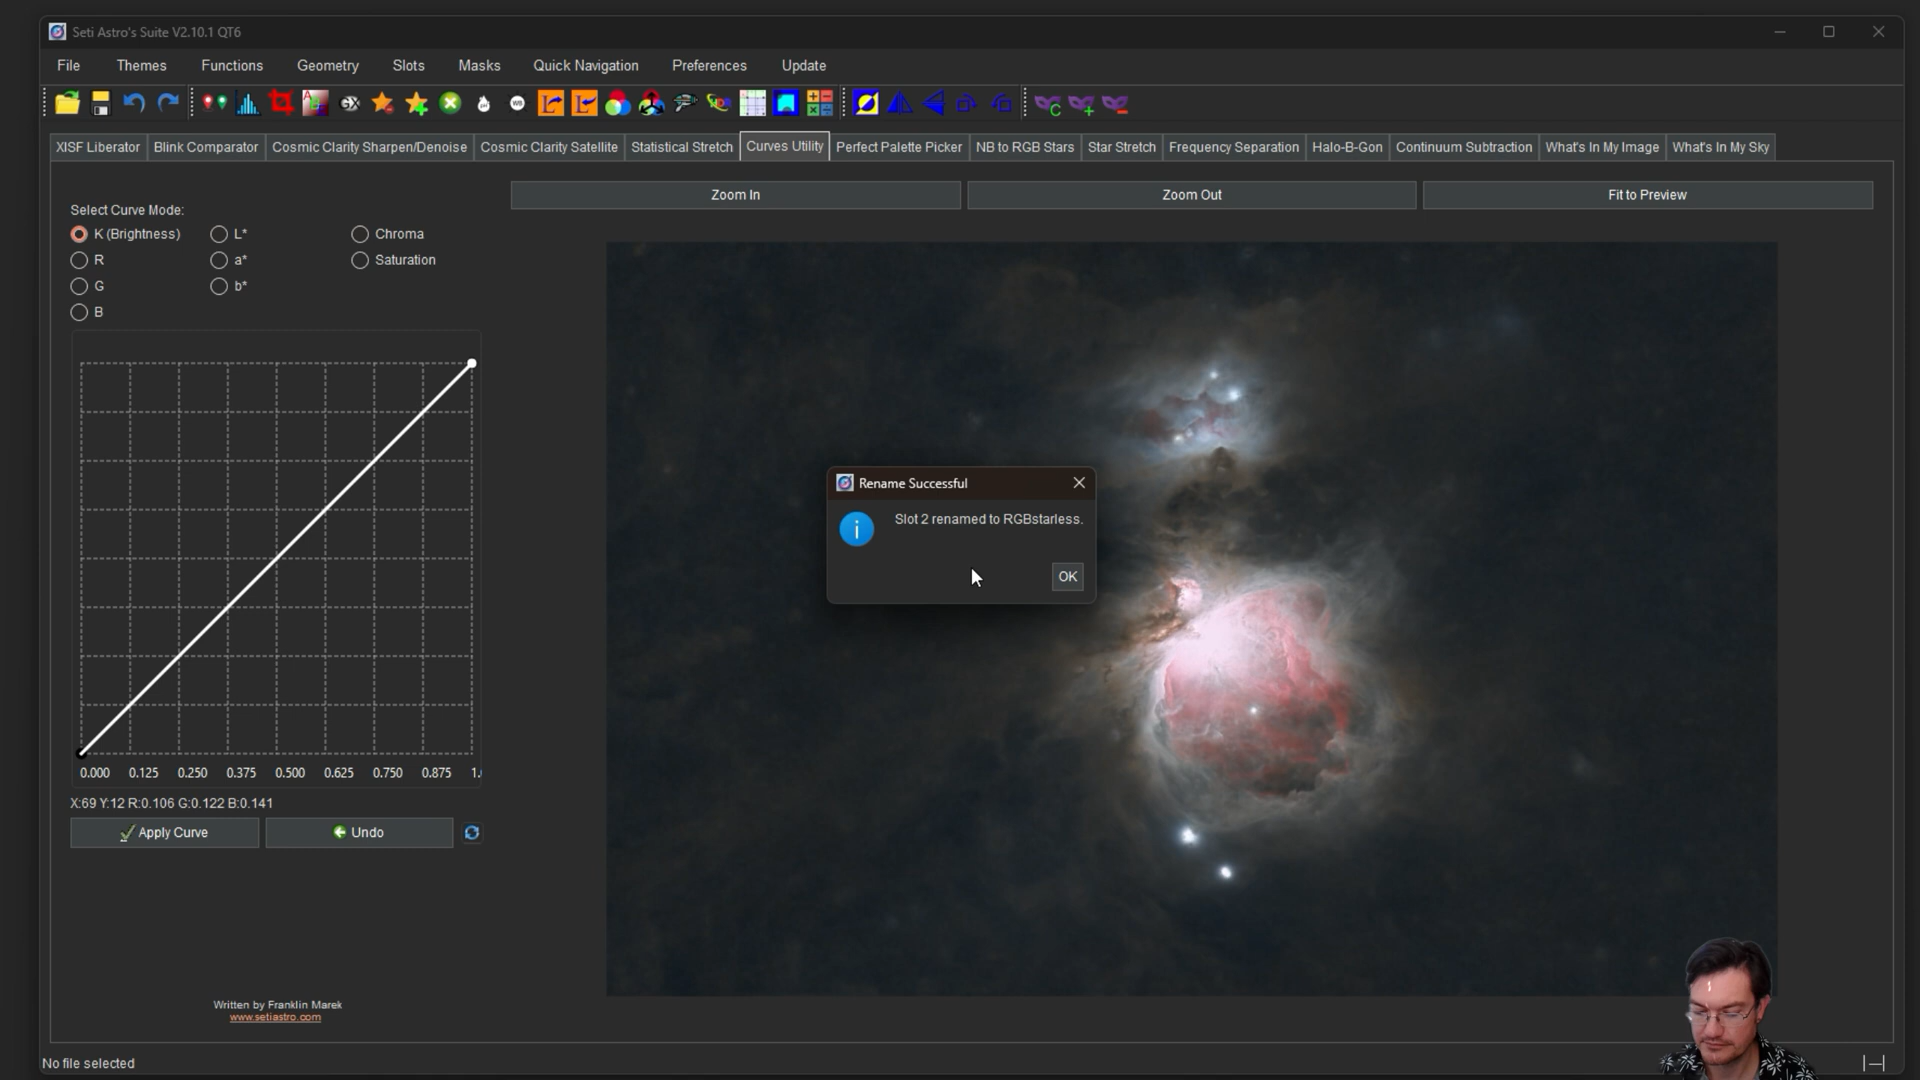 Seti Astro's Suite V2.10.1 QT6
File Themes Functions Geometry Slots Masks Quick Navigation Preferences Update
XISF Liberator Blink Comparator Cosmic Clarity Sharpen/Denoise Cosmic Clarity Satellite Statistical Stretch Curves Utility Perfect Palette Picker NB to RGB Stars Star Stretch Frequency Separation Halo-B-Gon Continuum Subtraction What's In My Image What's In My Sky
Zoom In Zoom Out Fit to Preview
Select Curve Mode:
K (Brightness) L* Chroma
R a* Saturation
G b*
B
Rename Successful
Slot 2 renamed to RGBstarless.
OK
0.000 0.125 0.250 0.375 0.500 0.625 0.750 0.875 1.
X:69 Y:12 R:0.106 G:0.122 B:0.141
Apply Curve Undo
Written by Franklin Marek
www.setiastro.com
No file selected